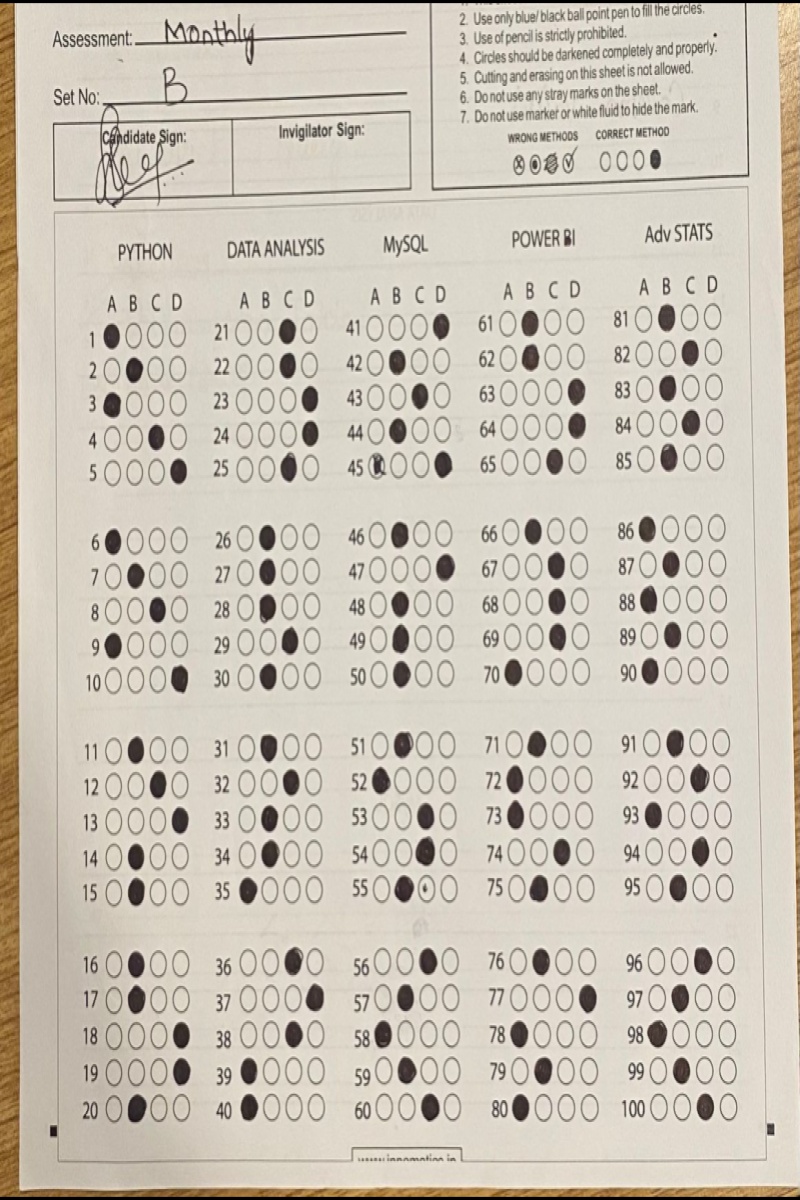 Assessment: Monthly
Set No: B
Candidate Sign:
Invigilator Sign:
2. Use only blue/ black ball point pen to fill the circles.
3. Use of pencil is strictly prohibited.
4. Circles should be darkened completely and properly.
5. Cutting and erasing on this sheet is not allowed.
6. Do not use any stray marks on the sheet.
7. Do not use marker or white fluid to hide the mark.
WRONG METHODS CORRECT METHOD
PYTHON DATA ANALYSIS MySQL POWER BI Adv STATS
A B C D A B C D A B C D A B C D A B C D
1 21 41 61 81
2 22 42 62 82
3 23 43 63 83
4 24 44 64 84
5 25 45 65 85
6 26 46 66 86
7 27 47 67 87
8 28 48 68 88
9 29 49 69 89
10 30 50 70 90
11 31 51 71 91
12 32 52 72 92
13 33 53 73 93
14 34 54 74 94
15 35 55 75 95
16 36 56 76 96
17 37 57 77 97
18 38 58 78 98
19 39 59 79 99
20 40 60 80 100